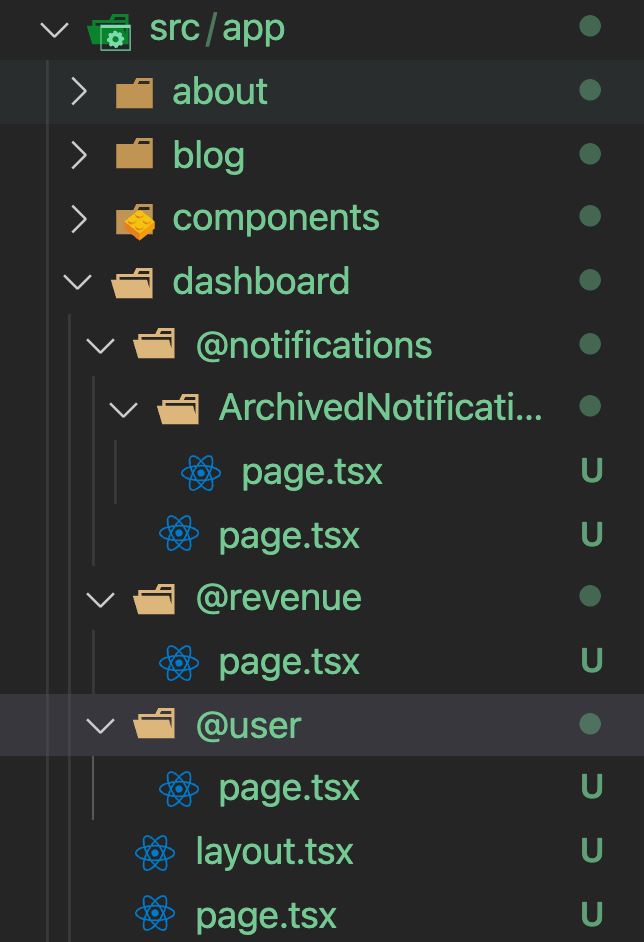 src/app
about
blog
components
dashboard
@notifications
ArchivedNotificati...
page.tsx U
page.tsx U
@revenue
page.tsx U
@user
page.tsx U
layout.tsx U
page.tsx U